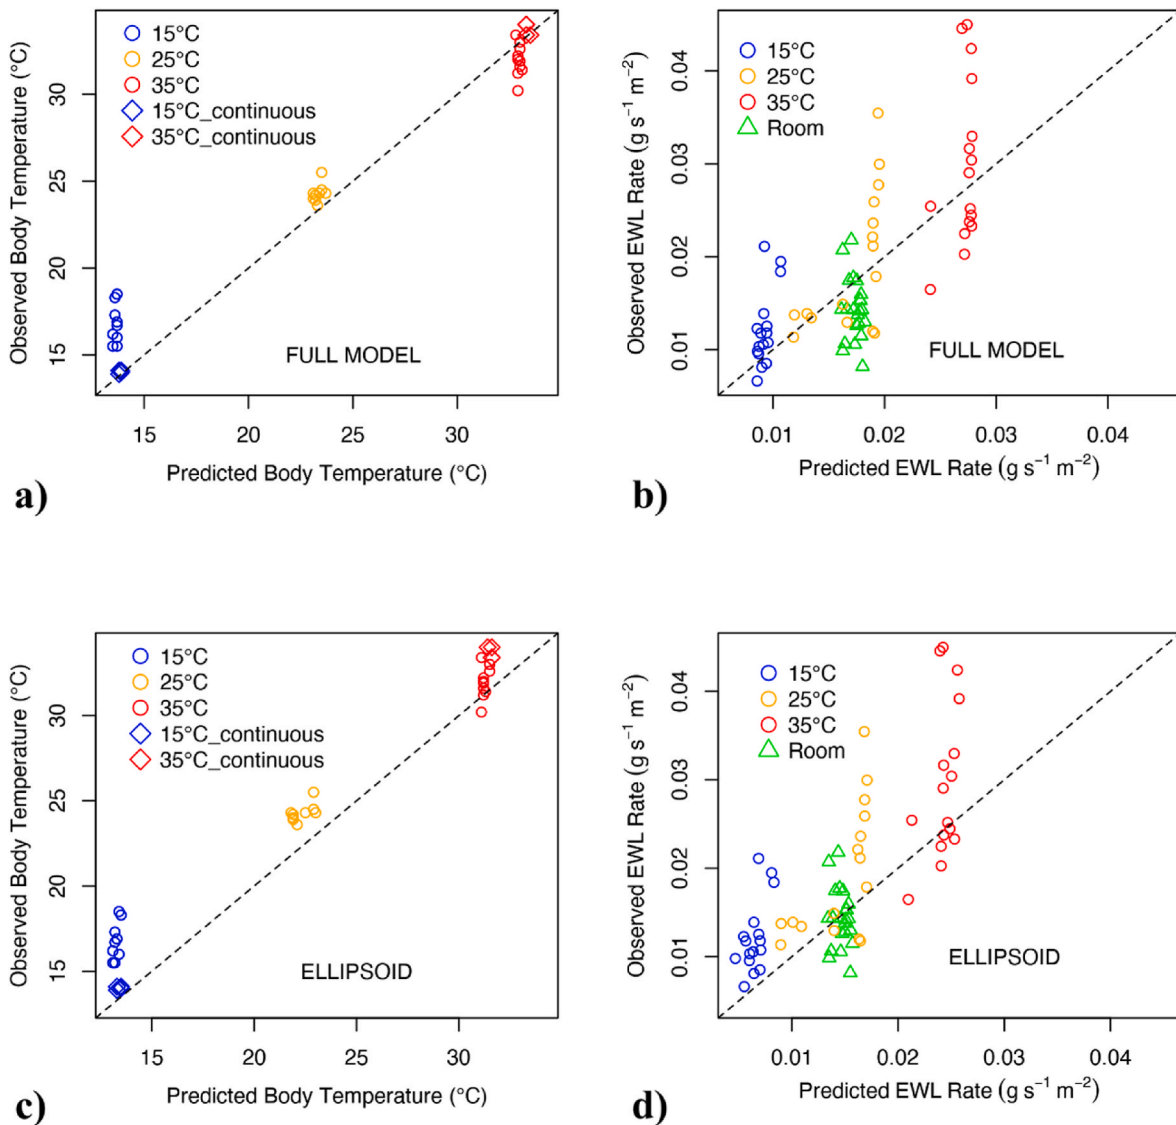 Observed Body Temperature (°C)
30
25
20
15
15°C
25°C
35°C
15°C_continuous
35°C_continuous
FULL MODEL
15 20 25 30
Predicted Body Temperature (°C)
a)
Observed EWL Rate (g s⁻¹ m⁻²)
0.04
0.03
0.02
0.01
15°C
25°C
35°C
Room
FULL MODEL
0.01 0.02 0.03 0.04
Predicted EWL Rate (g s⁻¹ m⁻²)
b)
Observed Body Temperature (°C)
30
25
20
15
15°C
25°C
35°C
15°C_continuous
35°C_continuous
ELLIPSOID
15 20 25 30
Predicted Body Temperature (°C)
c)
Observed EWL Rate (g s⁻¹ m⁻²)
0.04
0.03
0.02
0.01
15°C
25°C
35°C
Room
ELLIPSOID
0.01 0.02 0.03 0.04
Predicted EWL Rate (g s⁻¹ m⁻²)
d)